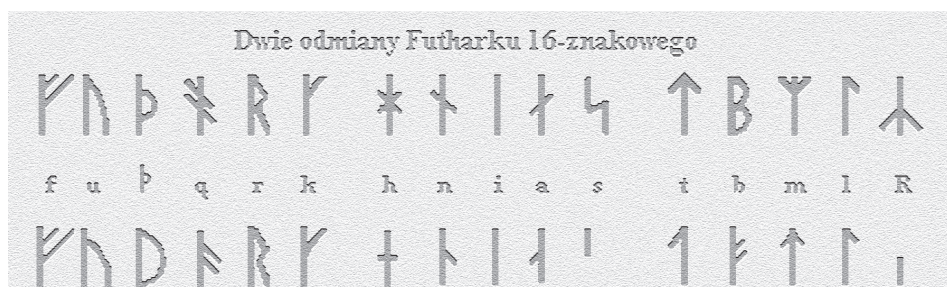 Dwie odmiany Futharku 16-znakowego
ᚠ ᚢ ᚦ ᚬ ᚱ ᚴ ᚼ ᚾ ᛁ ᛅ ᛋ ᛏ ᛒ ᛘ ᛚ ᛦ
f u þ q r k h n i a s t b m l R
ᚠ ᚢ ᚦ ᚭ ᚱ ᚴ ᚽ ᚿ ᛁ ᛆ ᛌ ᛐ ᛓ ᛏ ᛚ ᛧ